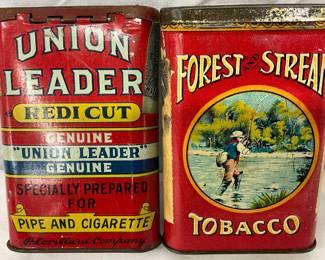 UNION
LEADER
REDI CUT
GENUINE
"UNION LEADER"
GENUINE
SPECIALLY PREPARED
FOR
PIPE AND CIGARETTE
P. Lorillard Company
FOREST AND STREAM
TOBACCO